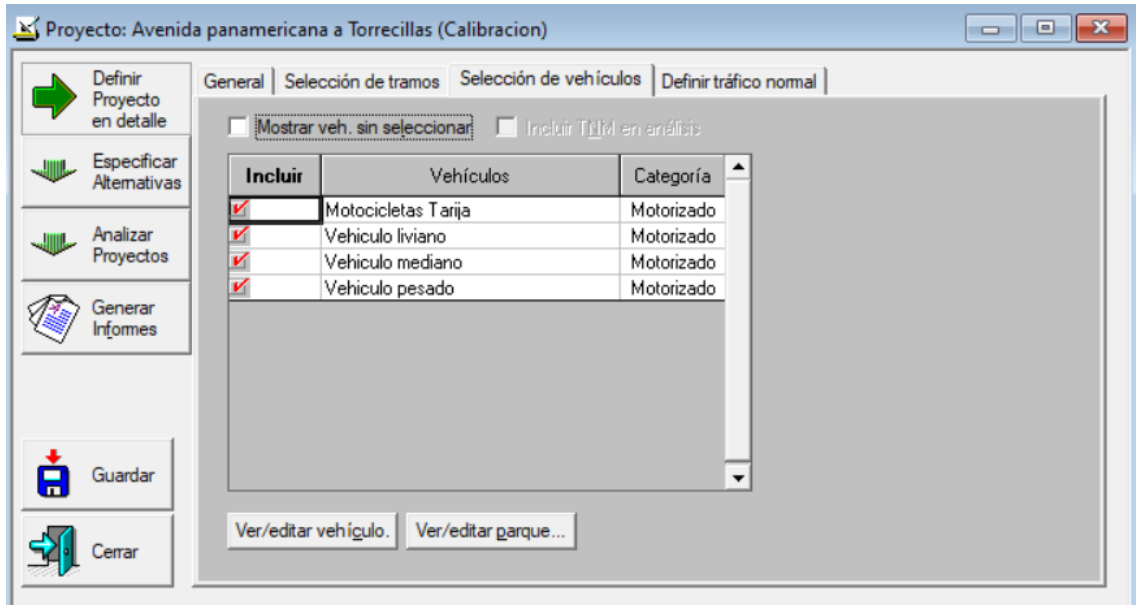 Proyecto: Avenida panamericana a Torrecillas (Calibracion)
Definir
Proyecto
en detalle
Especificar
Alternativas
Analizar
Proyectos
Generar
Informes
Guardar
Cerrar
General Selección de tramos Selección de vehículos Definir tráfico normal
Mostrar veh. sin seleccionar Incluir TNM en análisis
Incluir Vehículos Categoría
Motocicletas Tarija Motorizado
Vehiculo liviano Motorizado
Vehiculo mediano Motorizado
Vehiculo pesado Motorizado
Ver/editar vehículo. Ver/editar parque...